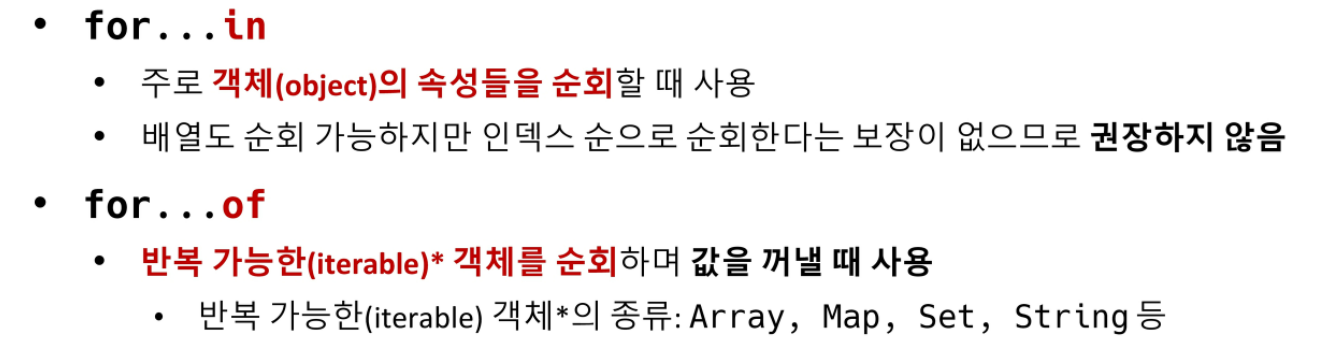 • for...in
• 주로 객체(object)의 속성들을 순회할 때 사용
• 배열도 순회 가능하지만 인덱스 순으로 순회한다는 보장이 없으므로 권장하지 않음
• for...of
• 반복 가능한(iterable)* 객체를 순회하며 값을 꺼낼 때 사용
• 반복 가능한(iterable) 객체*의 종류: Array, Map, Set, String 등